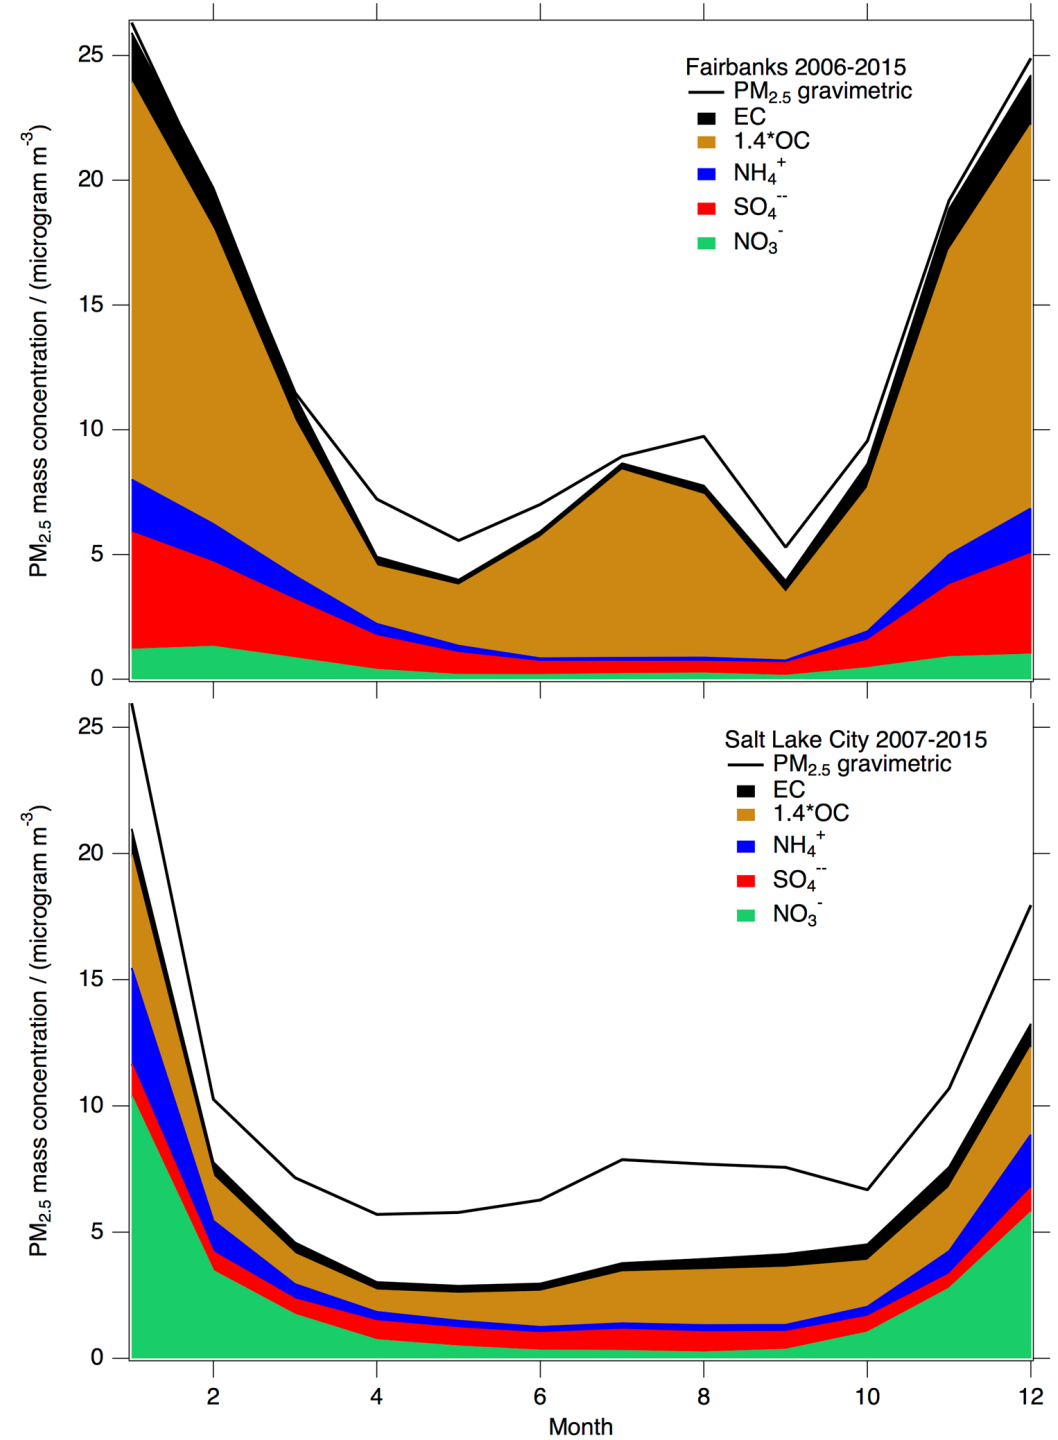 PM2.5 mass concentration / (microgram m-3)
25
20
15
10
5
0
Fairbanks 2006-2015
PM2.5 gravimetric
EC
1.4*OC
NH4+
SO4--
NO3-
PM2.5 mass concentration / (microgram m-3)
25
20
15
10
5
0
Salt Lake City 2007-2015
PM2.5 gravimetric
EC
1.4*OC
NH4+
SO4--
NO3-
2 4 6 8 10 12
Month